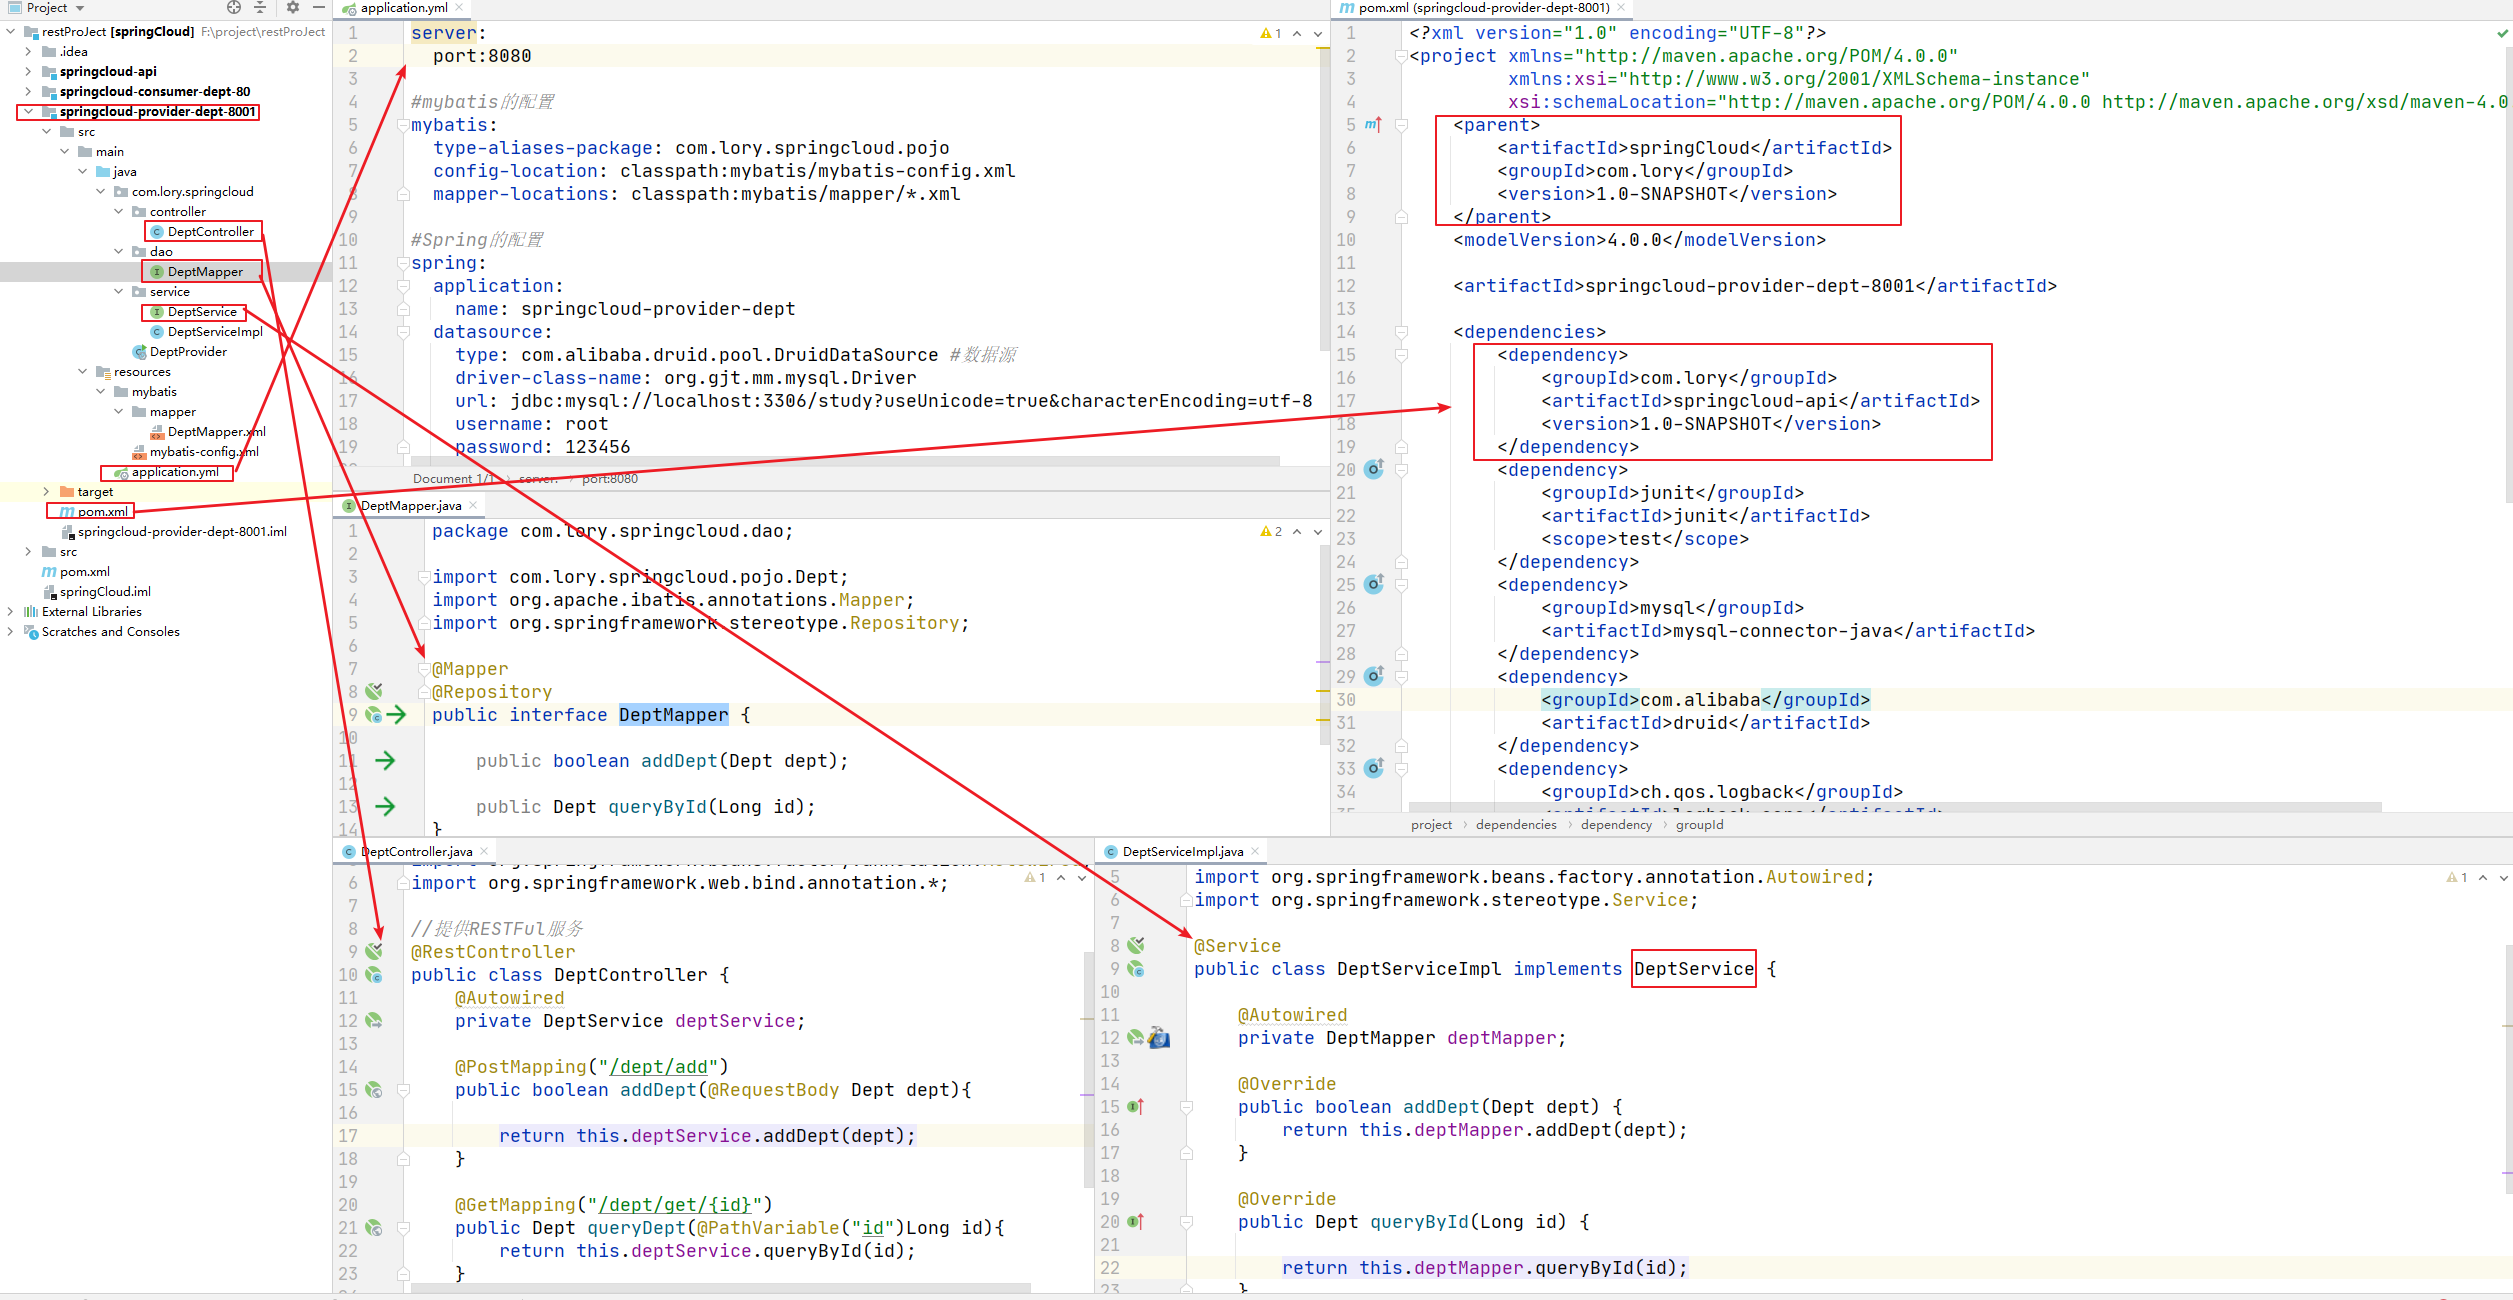 Project
restProJect [springCloud] F:\project\restProJect
.idea
springcloud-api
springcloud-consumer-dept-80
springcloud-provider-dept-8001
src
main
java
com.lory.springcloud
controller
DeptController
dao
DeptMapper
service
DeptService
DeptServiceImpl
DeptProvider
resources
mybatis
mapper
DeptMapper.xml
mybatis-config.xml
application.yml
target
pom.xml
springcloud-provider-dept-8001.iml
src
pom.xml
springCloud.iml
External Libraries
Scratches and Consoles
application.yml
1
1 server:
2 port:8080
3
4 #mybatis的配置
5 mybatis:
6 type-aliases-package: com.lory.springcloud.pojo
7 config-location: classpath:mybatis/mybatis-config.xml
8 mapper-locations: classpath:mybatis/mapper/*.xml
9
10 #Spring的配置
11 spring:
12 application:
13 name: springcloud-provider-dept
14 datasource:
15 type: com.alibaba.druid.pool.DruidDataSource #数据源
16 driver-class-name: org.gjt.mm.mysql.Driver
17 url: jdbc:mysql://localhost:3306/study?useUnicode=true&characterEncoding=utf-8
18 username: root
19 password: 123456
Document 1/1 server: port:8080
DeptMapper.java
2
1 package com.lory.springcloud.dao;
2
3 import com.lory.springcloud.pojo.Dept;
4 import org.apache.ibatis.annotations.Mapper;
5 import org.springframework.stereotype.Repository;
6
7 @Mapper
8 @Repository
9 public interface DeptMapper {
10
11 public boolean addDept(Dept dept);
12
13 public Dept queryById(Long id);
14 }
pom.xml (springcloud-provider-dept-8001)
1 <?xml version="1.0" encoding="UTF-8"?>
2 <project xmlns="http://maven.apache.org/POM/4.0.0"
3 xmlns:xsi="http://www.w3.org/2001/XMLSchema-instance"
4 xsi:schemaLocation="http://maven.apache.org/POM/4.0.0 http://maven.apache.org/xsd/maven-4.0
5 <parent>
6 <artifactId>springCloud</artifactId>
7 <groupId>com.lory</groupId>
8 <version>1.0-SNAPSHOT</version>
9 </parent>
10 <modelVersion>4.0.0</modelVersion>
11
12 <artifactId>springcloud-provider-dept-8001</artifactId>
13
14 <dependencies>
15 <dependency>
16 <groupId>com.lory</groupId>
17 <artifactId>springcloud-api</artifactId>
18 <version>1.0-SNAPSHOT</version>
19 </dependency>
20 <dependency>
21 <groupId>junit</groupId>
22 <artifactId>junit</artifactId>
23 <scope>test</scope>
24 </dependency>
25 <dependency>
26 <groupId>mysql</groupId>
27 <artifactId>mysql-connector-java</artifactId>
28 </dependency>
29 <dependency>
30 <groupId>com.alibaba</groupId>
31 <artifactId>druid</artifactId>
32 </dependency>
33 <dependency>
34 <groupId>ch.qos.logback</groupId>
project dependencies dependency groupId
DeptController.java
1
6 import org.springframework.web.bind.annotation.*;
7
8 //提供RESTFul服务
9 @RestController
10 public class DeptController {
11 @Autowired
12 private DeptService deptService;
13
14 @PostMapping("/dept/add")
15 public boolean addDept(@RequestBody Dept dept){
16
17 return this.deptService.addDept(dept);
18 }
19
20 @GetMapping("/dept/get/{id}")
21 public Dept queryDept(@PathVariable("id")Long id){
22 return this.deptService.queryById(id);
23 }
DeptServiceImpl.java
1
5 import org.springframework.beans.factory.annotation.Autowired;
6 import org.springframework.stereotype.Service;
7
8 @Service
9 public class DeptServiceImpl implements DeptService {
10
11 @Autowired
12 private DeptMapper deptMapper;
13
14 @Override
15 public boolean addDept(Dept dept) {
16 return this.deptMapper.addDept(dept);
17 }
18
19 @Override
20 public Dept queryById(Long id) {
21
22 return this.deptMapper.queryById(id);
23 }